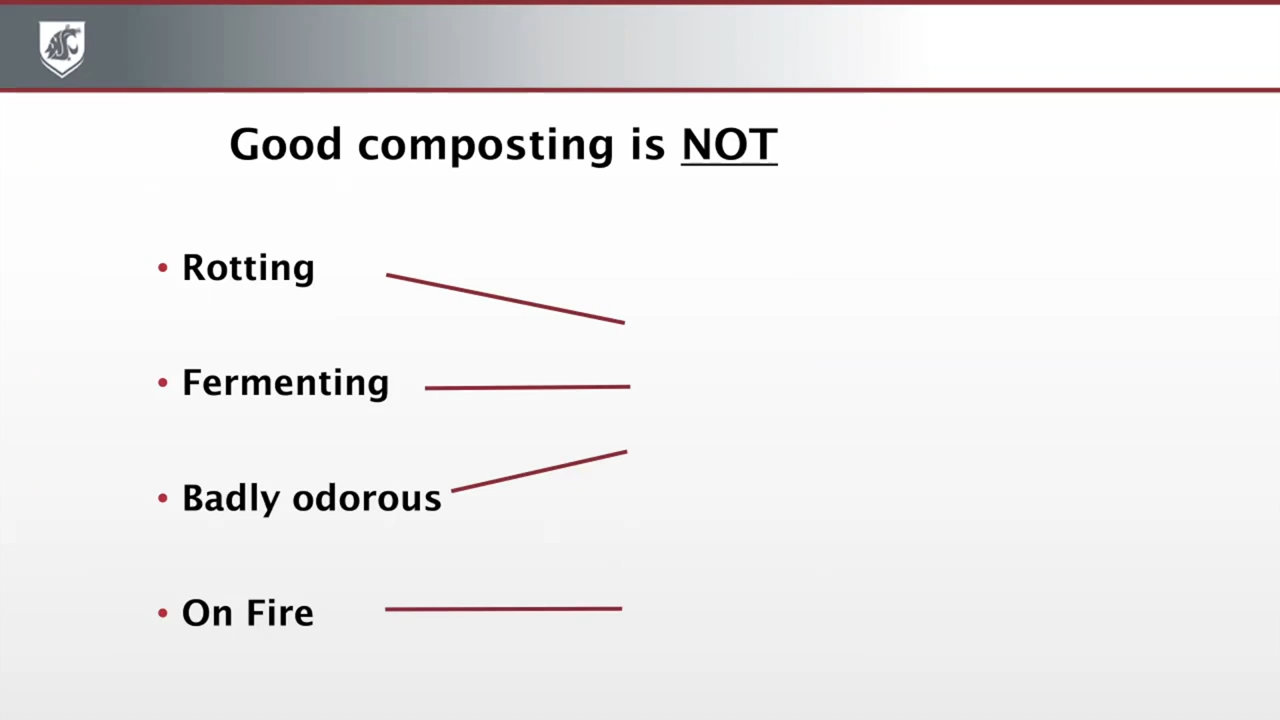 Good composting is NOT
• Rotting
• Fermenting
• Badly odorous
• On Fire